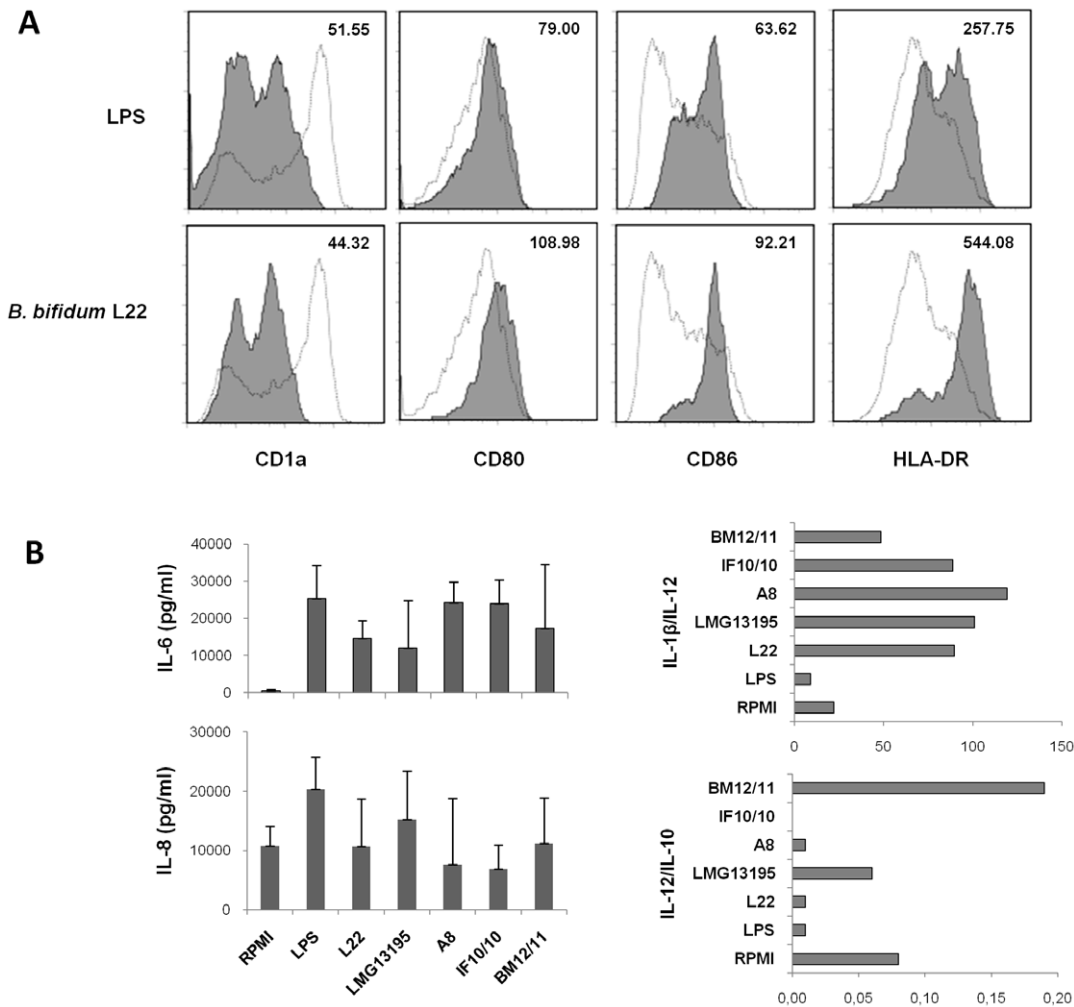 A
LPS
51.55
79.00
63.62
257.75
B. bifidum L22
44.32
108.98
92.21
544.08
CD1a
CD80
CD86
HLA-DR
B
IL-6 (pg/ml)
40000
30000
20000
10000
0
IL-8 (pg/ml)
30000
20000
10000
0
RPMI
LPS
L22
LMG13195
A8
IF10/10
BM12/11
IL-1β/IL-12
BM12/11
IF10/10
A8
LMG13195
L22
LPS
RPMI
0 50 100 150
IL-12/IL-10
BM12/11
IF10/10
A8
LMG13195
L22
LPS
RPMI
0,00 0,05 0,10 0,15 0,20